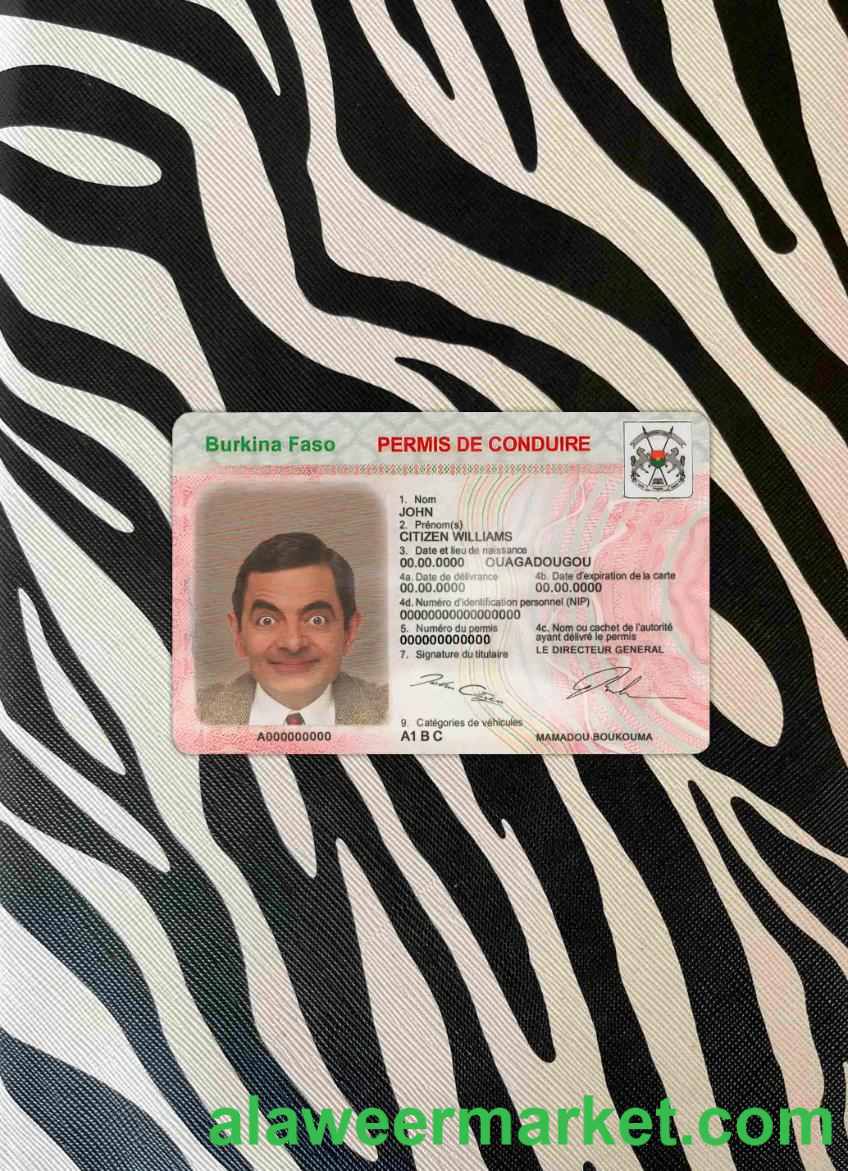 Burkina Faso PERMIS DE CONDUIRE
1. Nom
JOHN
2. Prénom(s)
CITIZEN WILLIAMS
3. Date et lieu de naissance
00.00.0000 OUAGADOUGOU
4a. Date de délivrance 4b. Date d'expiration de la carte
00.00.0000 00.00.0000
4d. Numéro d'identification personnel (NIP)
00000000000000000
5. Numéro du permis 4c. Nom ou cachet de l'autorité
000000000000 ayant délivré le permis
7. Signature du titulaire LE DIRECTEUR GENERAL
9. Catégories de véhicules
A000000000 A1 B C MAMADOU BOUKOUMA
alaweermarket.com